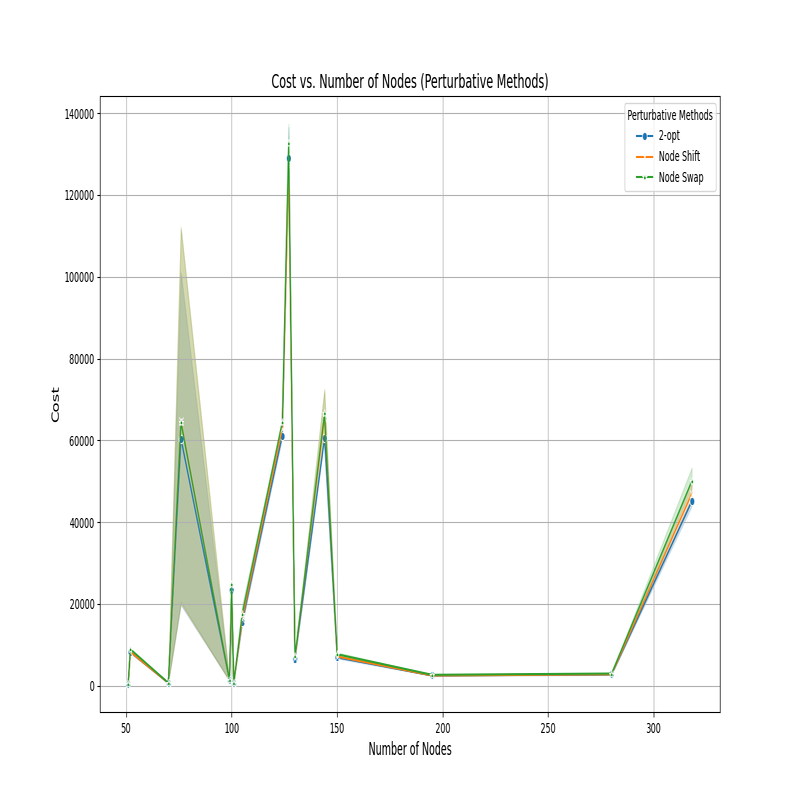 Cost vs. Number of Nodes (Perturbative Methods)
Perturbative Methods
2-opt
Node Shift
Node Swap
140000
120000
100000
80000
60000
40000
20000
0
Cost
50 100 150 200 250 300
Number of Nodes